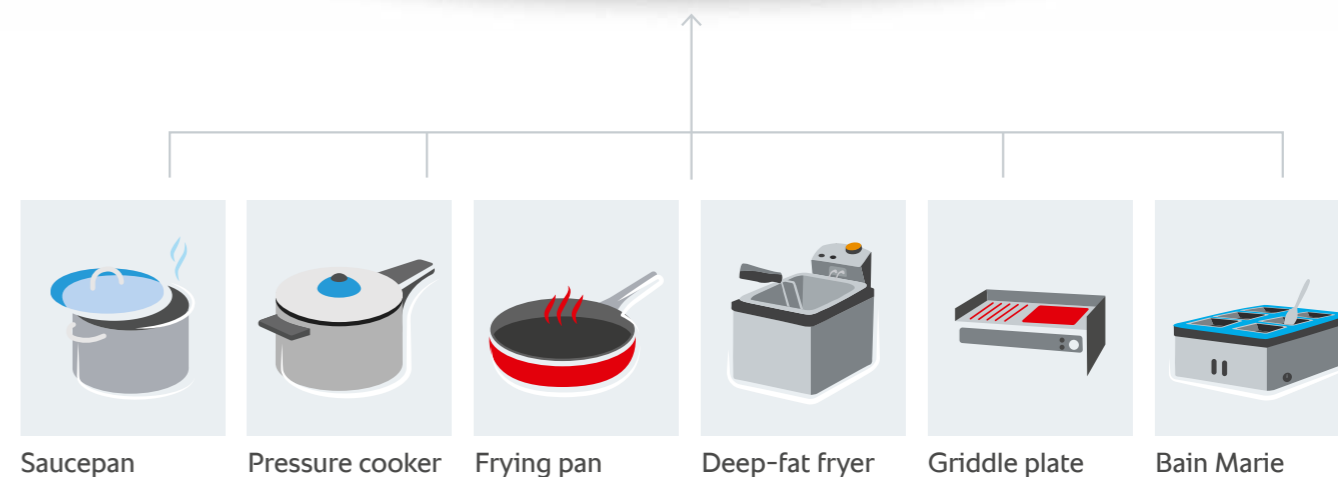 Saucepan
Pressure cooker
Frying pan
Deep-fat fryer
Griddle plate
Bain Marie